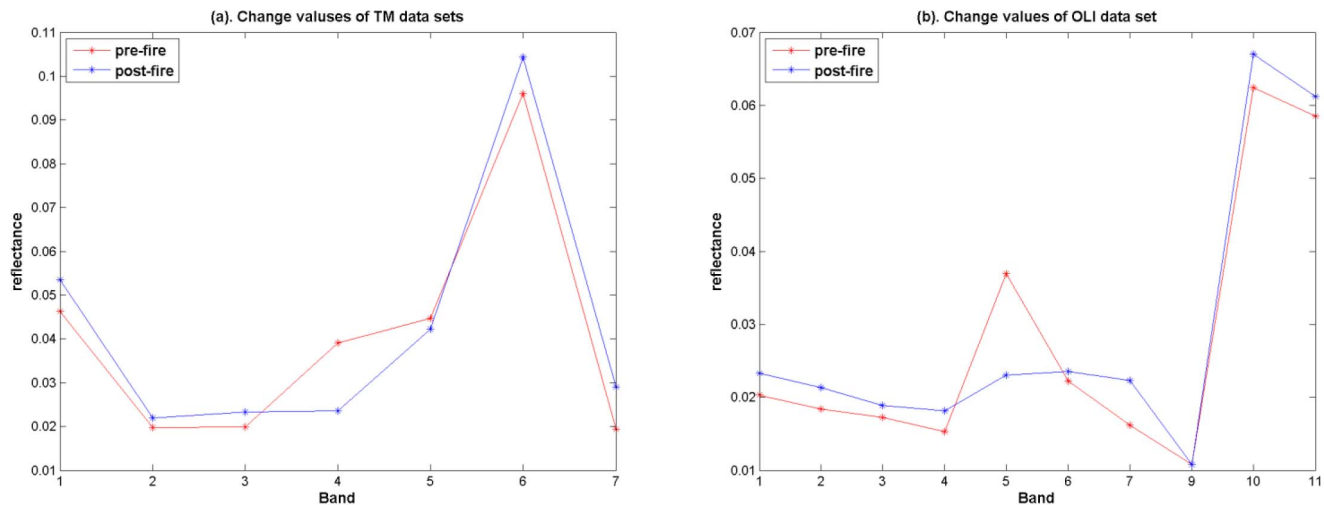 (a). Change valuses of TM data sets
pre-fire
post-fire
reflectance
0.11
0.1
0.09
0.08
0.07
0.06
0.05
0.04
0.03
0.02
0.01
1 2 3 4 5 6 7
Band
(b). Change values of OLI data set
pre-fire
post-fire
reflectance
0.07
0.06
0.05
0.04
0.03
0.02
0.01
1 2 3 4 5 6 7 9 10 11
Band